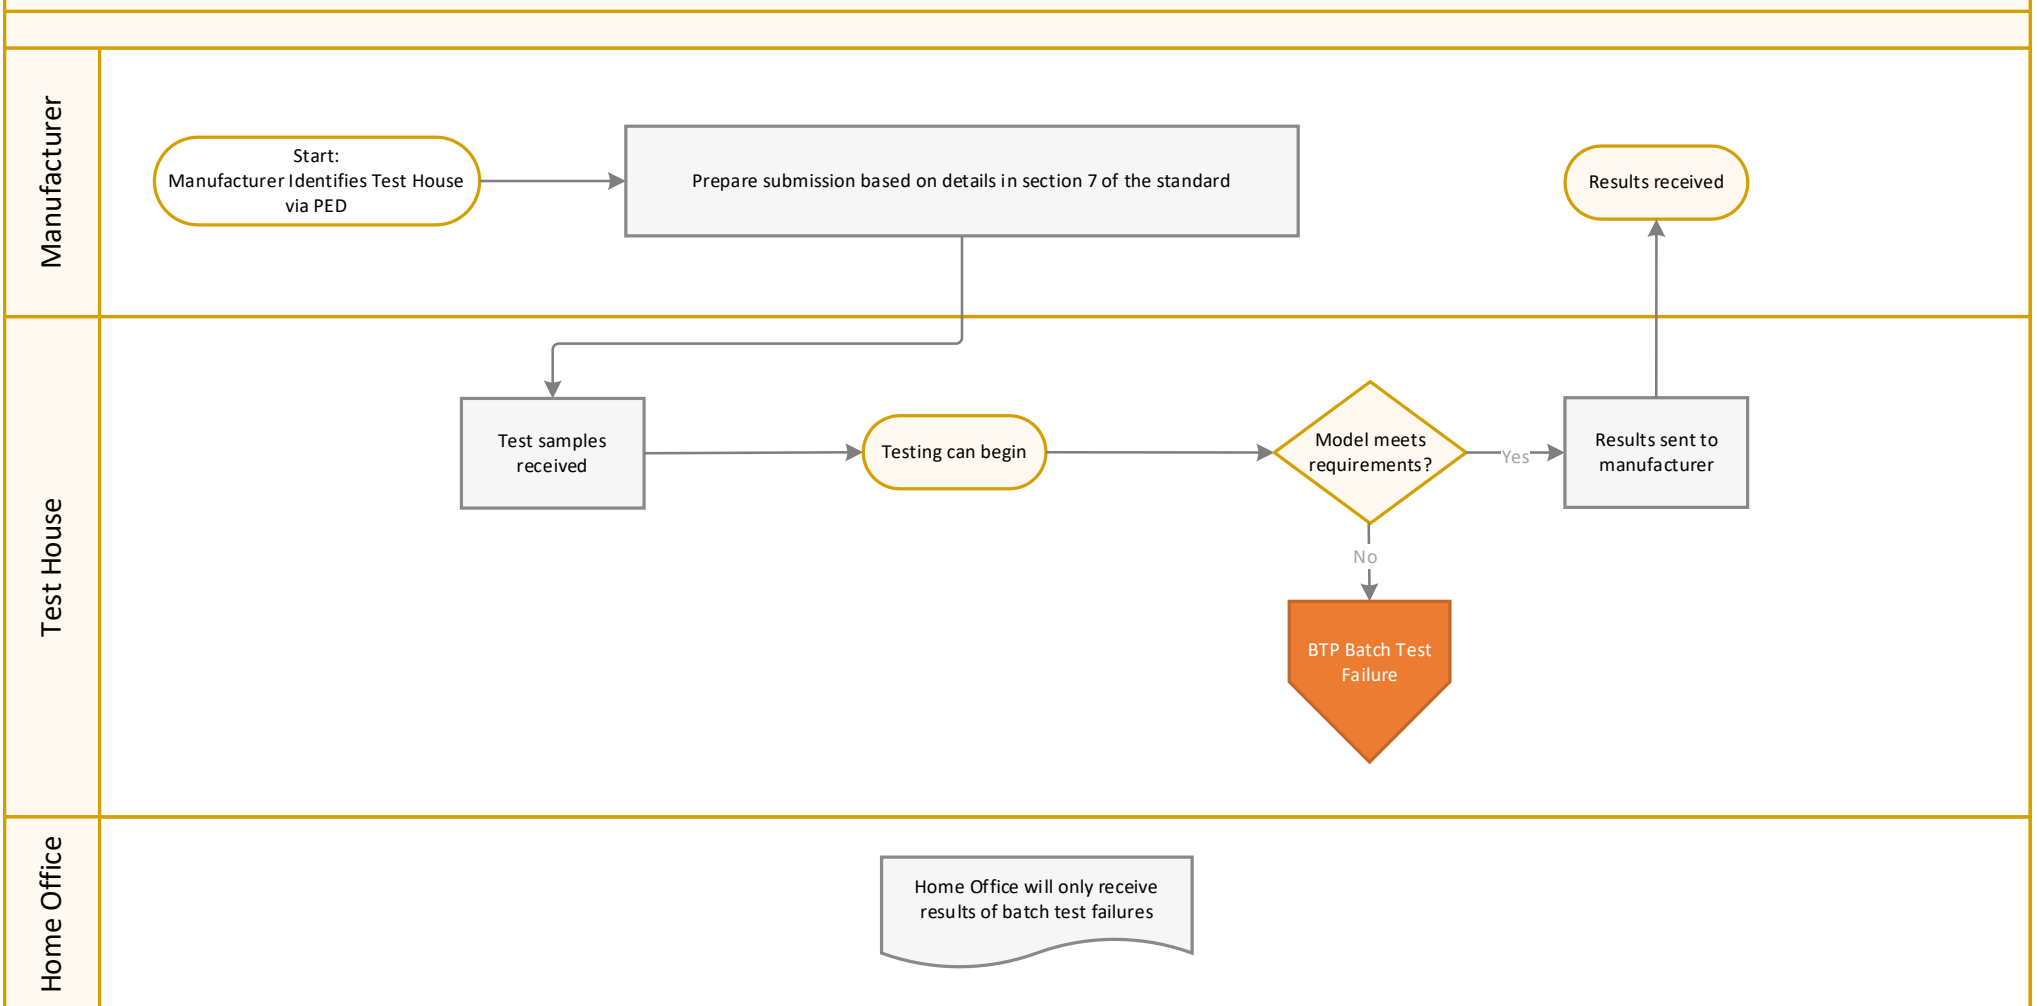 Manufacturer
Start:
Manufacturer Identifies Test House
via PED
Prepare submission based on details in section 7 of the standard
Results received
Test House
Test samples
received
Testing can begin
Model meets
requirements?
Yes
Results sent to
manufacturer
No
BTP Batch Test
Failure
Home Office
Home Office will only receive
results of batch test failures